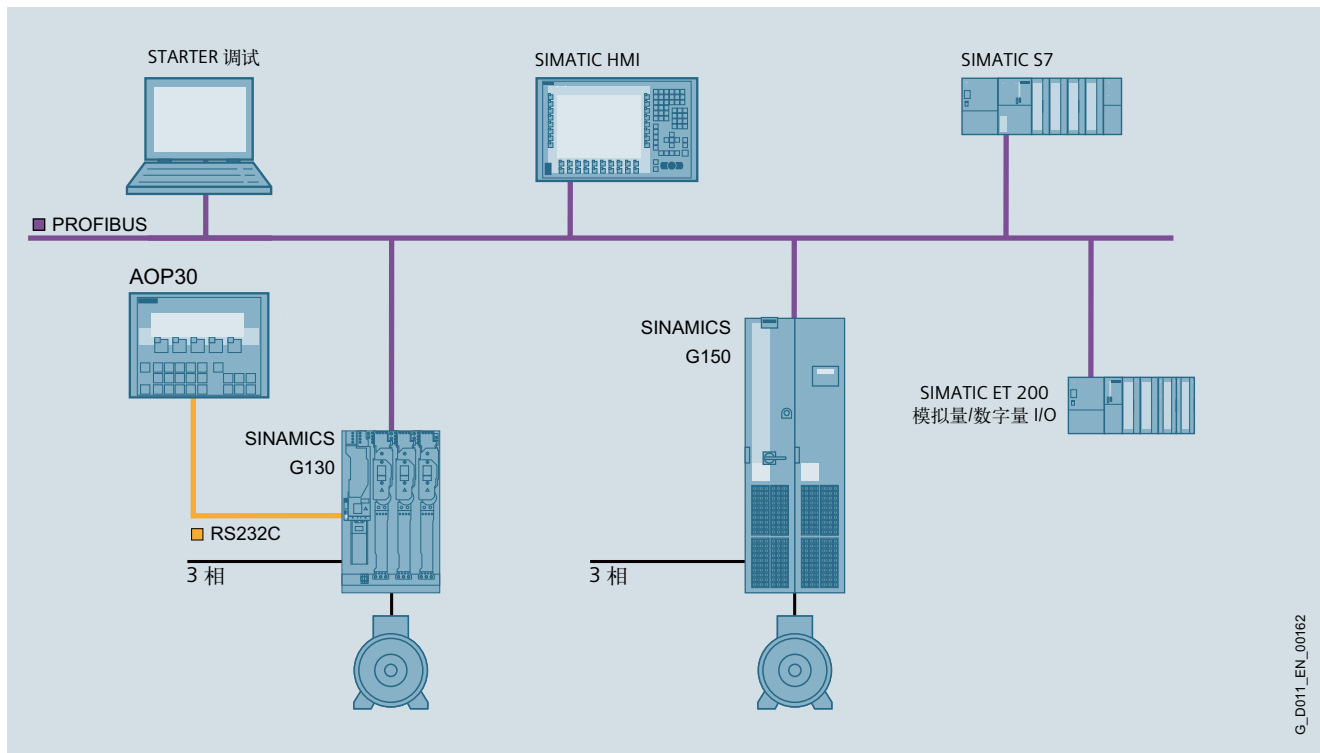 STARTER 调试
SIMATIC HMI
SIMATIC S7
PROFIBUS
AOP30
SINAMICS
G150
SIMATIC ET 200
模拟量/数字量 I/O
SINAMICS
G130
RS232C
3 相
3 相
G_D011_EN_00162